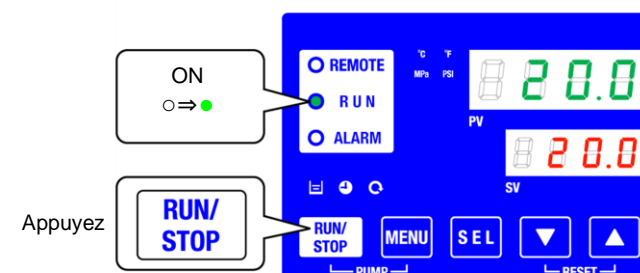 ON
○⇒●
REMOTE
RUN
ALARM
°C °F
MPa PSI
20.0
PV
20.0
SV
Appuyez
RUN/
STOP
RUN/
STOP
MENU
SEL
▼
▲
PUMP
RESET